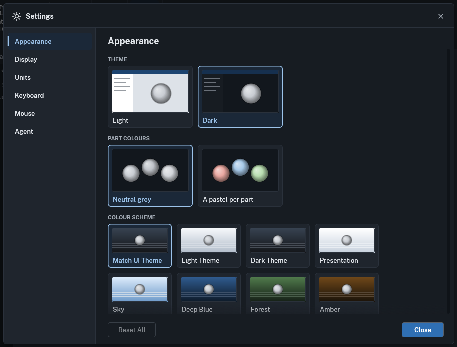 Settings
Appearance
Display
Units
Keyboard
Mouse
Agent
Appearance
THEME
Light
Dark
PART COLOURS
Neutral grey
A pastel per part
COLOUR SCHEME
Match UI Theme
Light Theme
Dark Theme
Presentation
Sky
Deep Blue
Forest
Amber
Reset All
Close